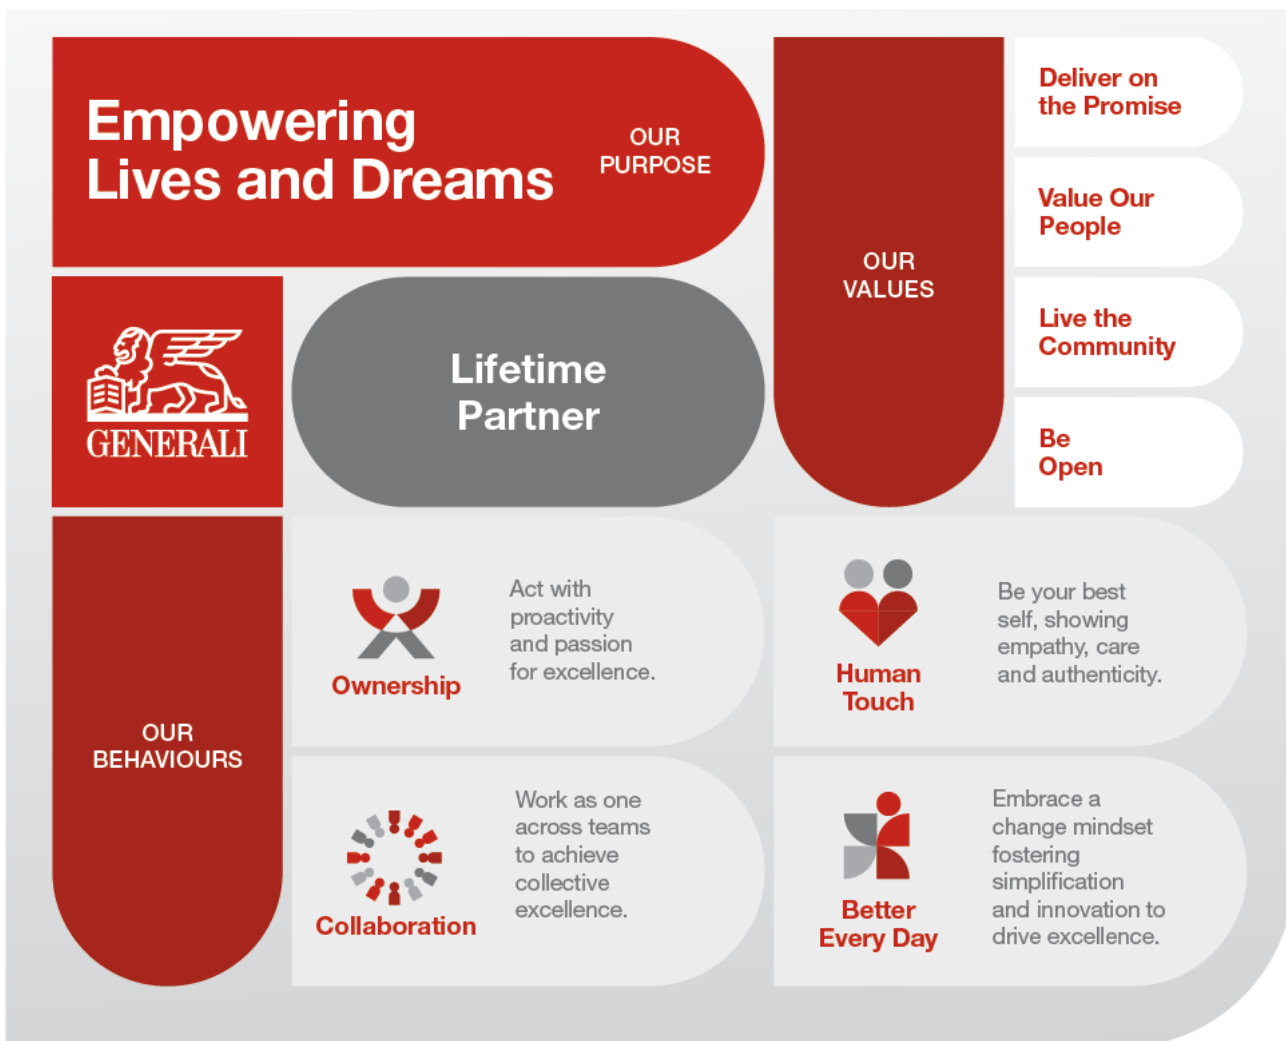 Empowering
Lives and Dreams
OUR
PURPOSE
OUR
VALUES
Deliver on
the Promise
Value Our
People
Live the
Community
Be
Open
GENERALI
Lifetime
Partner
OUR
BEHAVIOURS
Ownership
Act with
proactivity
and passion
for excellence.
Human
Touch
Be your best
self, showing
empathy, care
and authenticity.
Collaboration
Work as one
across teams
to achieve
collective
excellence.
Better
Every Day
Embrace a
change mindset
fostering
simplification
and innovation to
drive excellence.